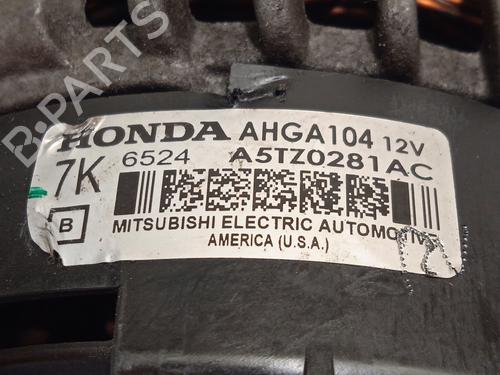 B-PARTS
HONDA AHGA104 12V
7K 6524 A5TZ0281AC
B MITSUBISHI ELECTRIC AUTOMOTIVE
AMERICA (U.S.A.)